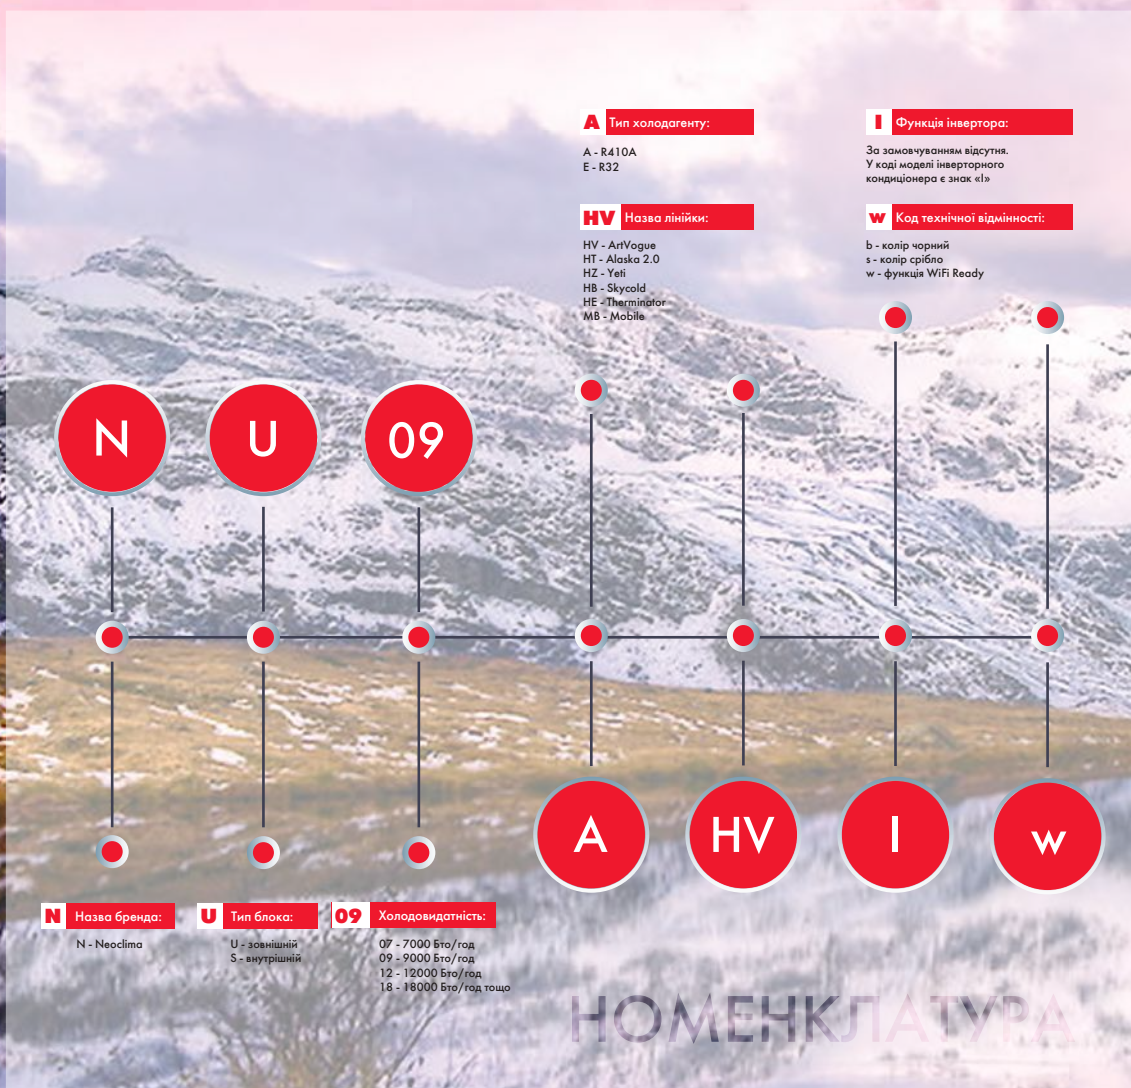 A Тип холодагенту:
A - R410A
E - R32
HV Назва лінійки:
HV - ArtVogue
HT - Alaska 2.0
HZ - Yeti
HB - Skycold
HE - Therminator
MB - Mobile
I Функція інвертора:
За замовчуванням відсутня.
У коді моделі інверторного
кондиціонера є знак «I»
w Код технічної відмінності:
b - колір чорний
s - колір срібло
w - функція WiFi Ready
N
U
09
A
HV
I
w
N Назва бренда:
N - Neoclima
U Тип блока:
U - зовнішній
S - внутрішній
09 Холодовидатність:
07 - 7000 Бто/год
09 - 9000 Бто/год
12 - 12000 Бто/год
18 - 18000 Бто/год тощо
НОМЕНКЛАТУРА